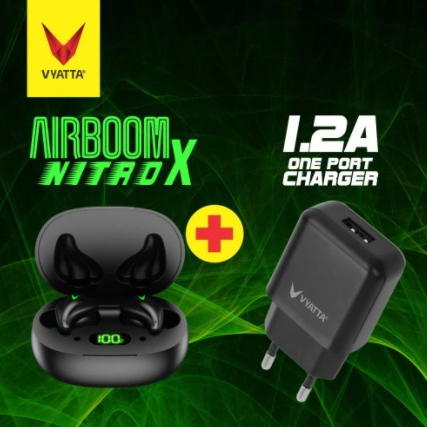 VYATTA®
AIRBOOM
NITRO X
1.2A
ONE PORT
CHARGER
100
VYATTA